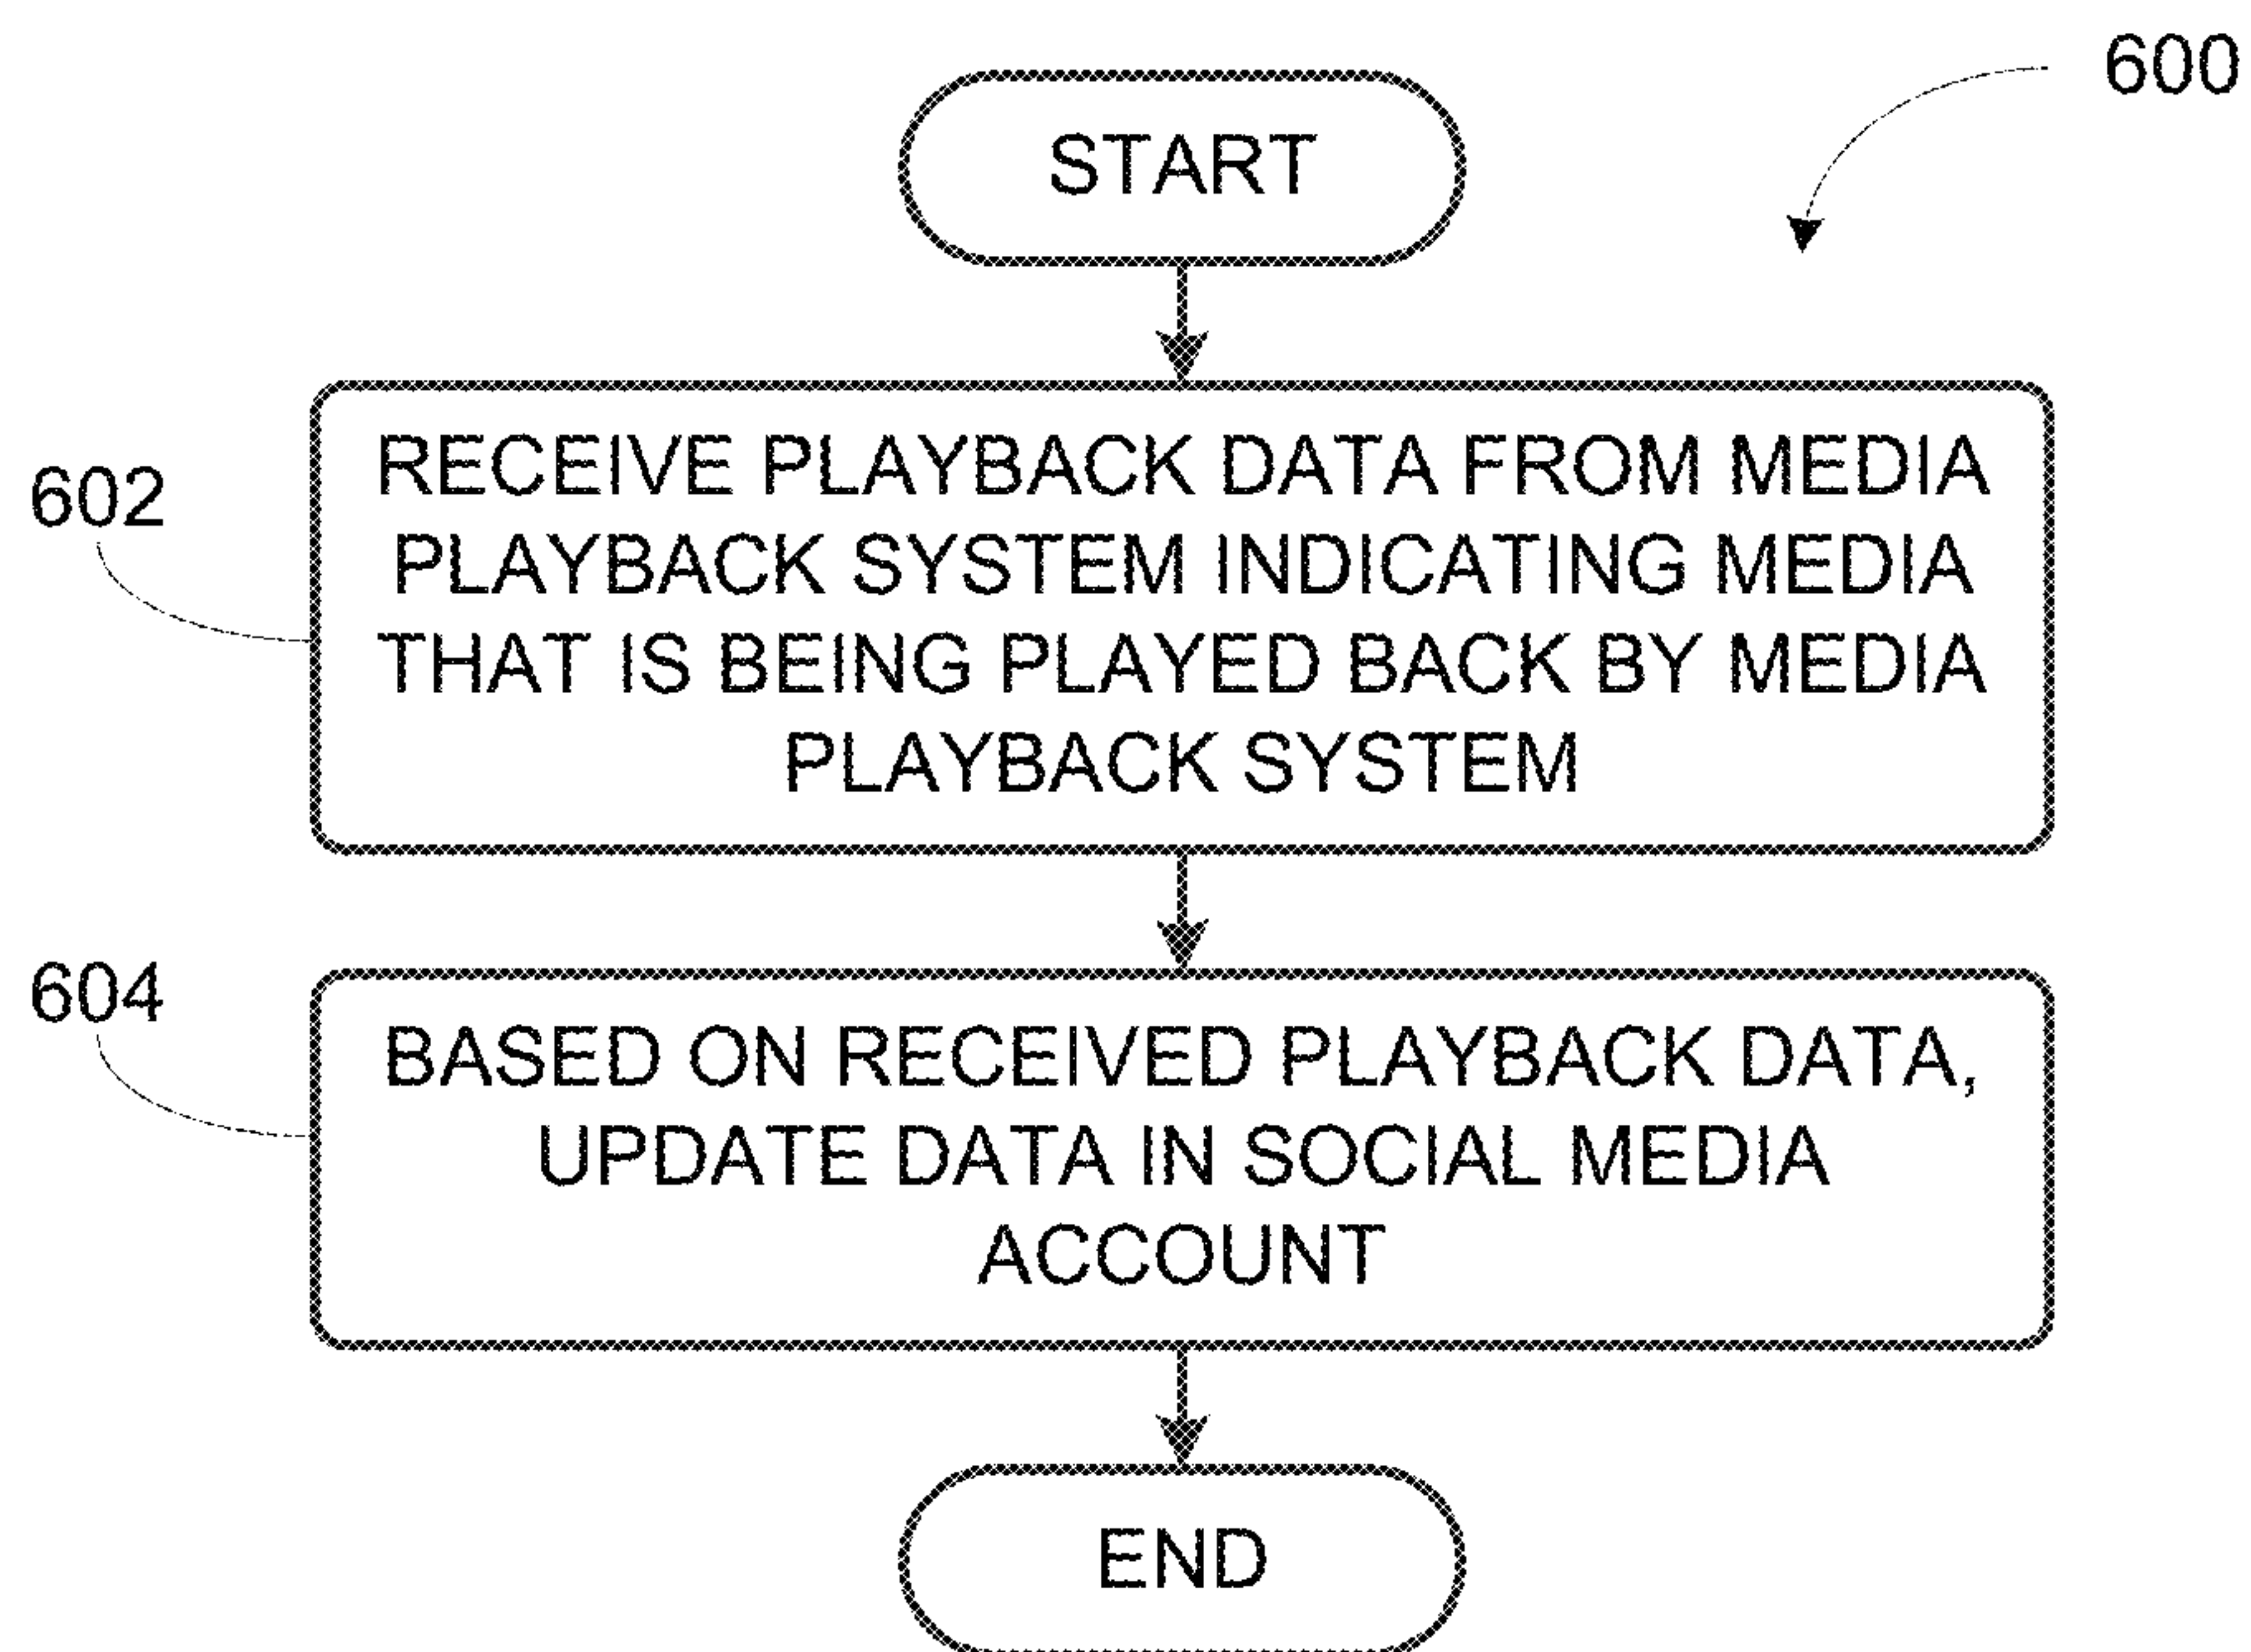 600
START
602
RECEIVE PLAYBACK DATA FROM MEDIA
PLAYBACK SYSTEM INDICATING MEDIA
THAT IS BEING PLAYED BACK BY MEDIA
PLAYBACK SYSTEM
604
BASED ON RECEIVED PLAYBACK DATA,
UPDATE DATA IN SOCIAL MEDIA
ACCOUNT
END